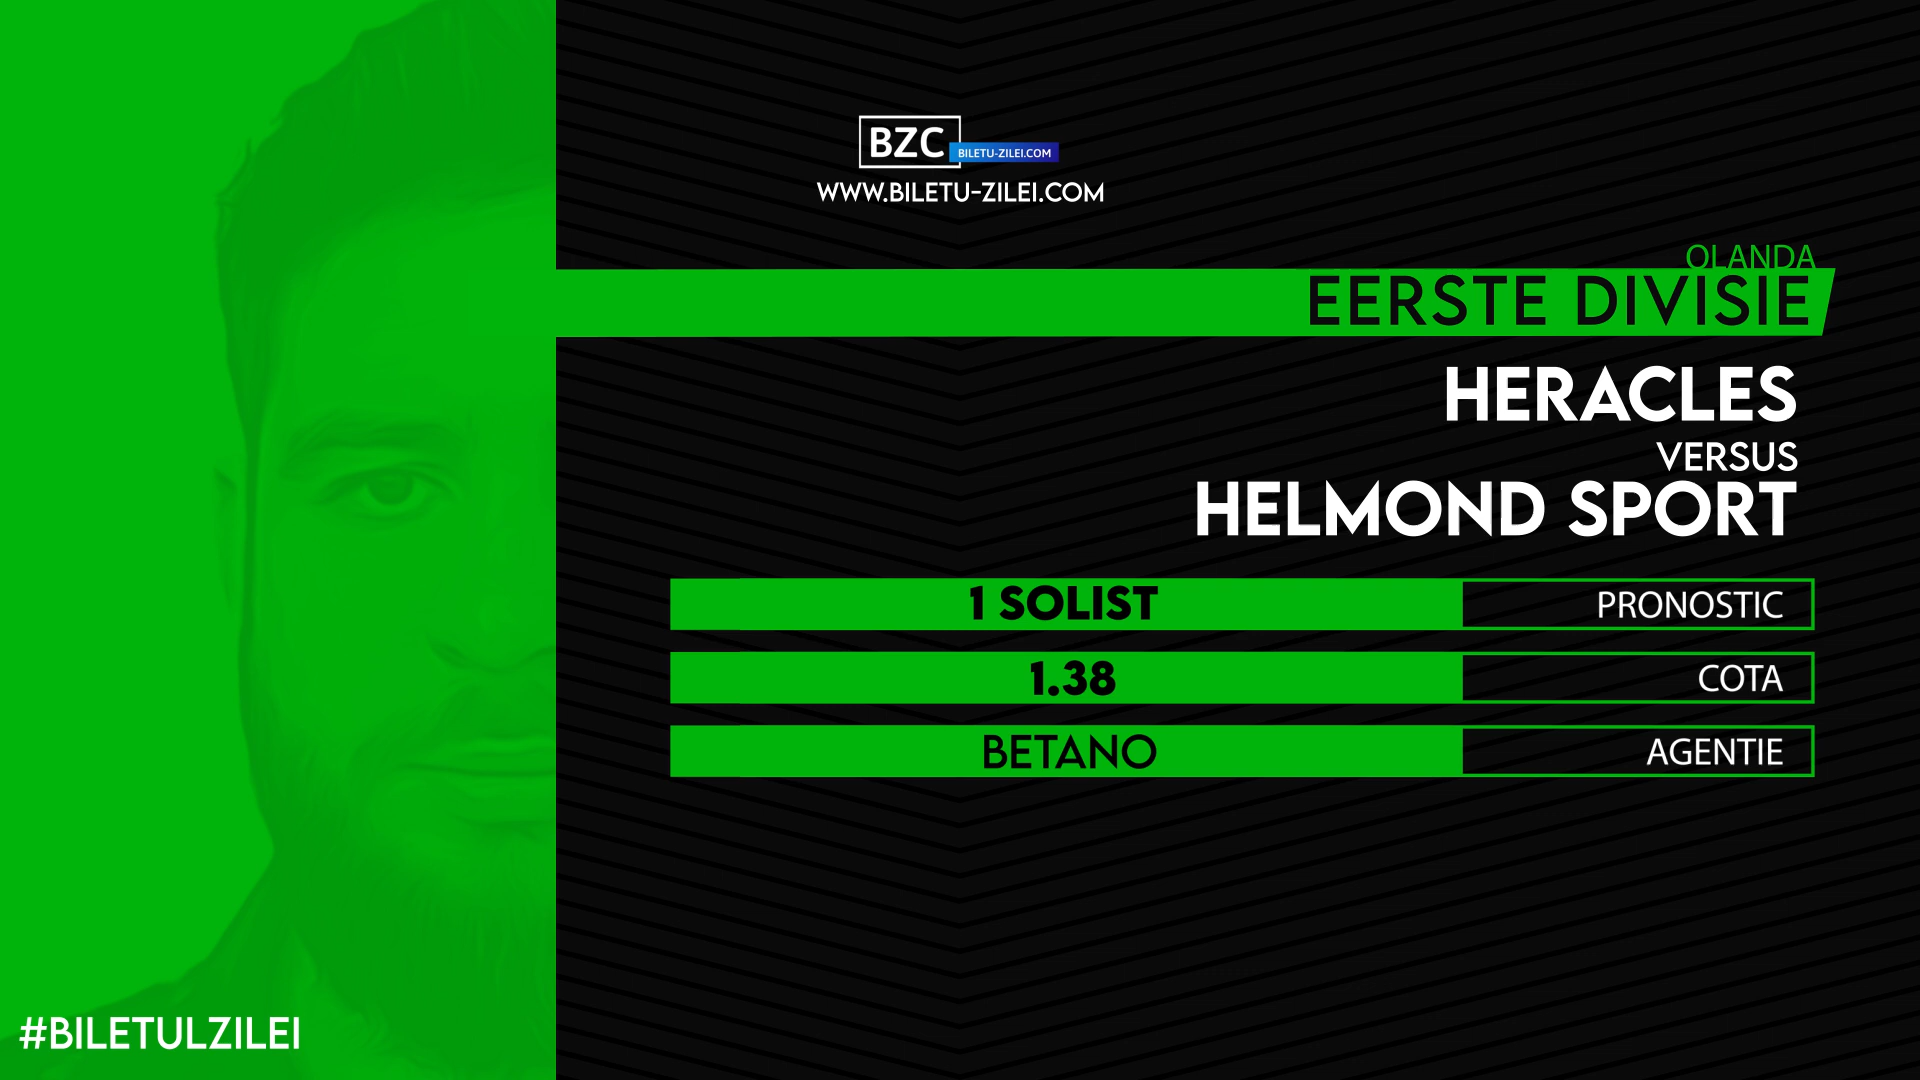 BZC
BILETU-ZILEI.COM
WWW.BILETU-ZILEI.COM
OLANDA
EERSTE DIVISIE
HERACLES
VERSUS
HELMOND SPORT
1 SOLIST PRONOSTIC
1.38 COTA
BETANO AGENTIE
#BILETULZILEI